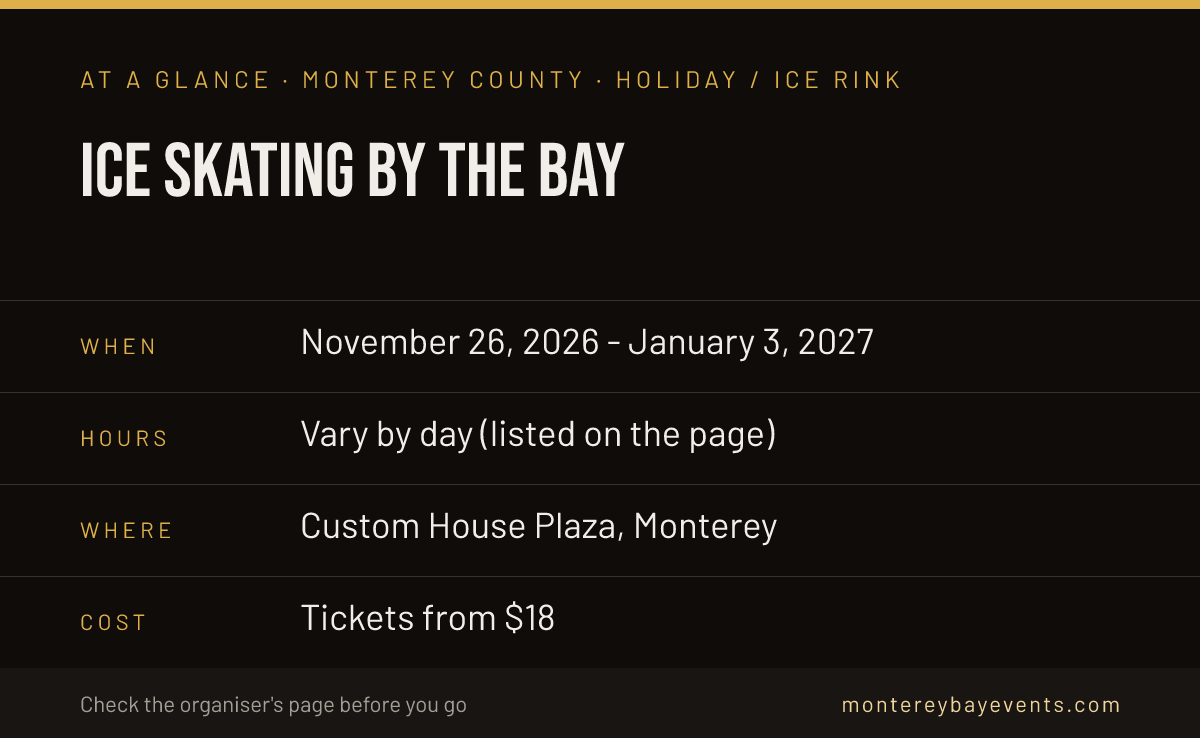 AT A GLANCE · MONTEREY COUNTY · HOLIDAY / ICE RINK
ICE SKATING BY THE BAY
WHEN November 26, 2026 - January 3, 2027
HOURS Vary by day (listed on the page)
WHERE Custom House Plaza, Monterey
COST Tickets from $18
Check the organiser's page before you go montereybayevents.com